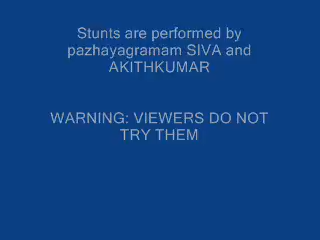 Stunts are performed by
pazhayagramam SIVA and
AKITHKUMAR
WARNING: VIEWERS DO NOT
TRY THEM